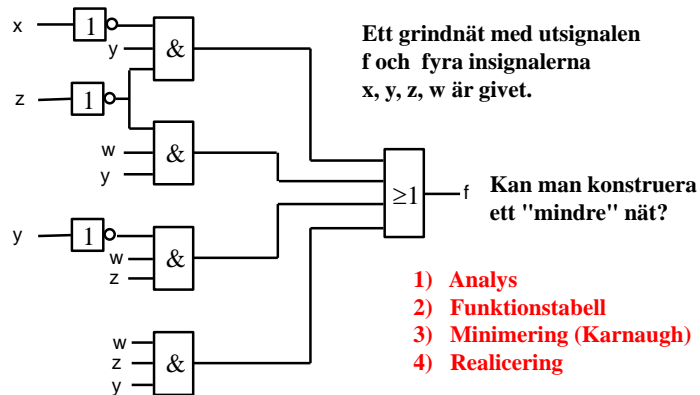 x
1
y
&
z
1
w
y
&
y
1
w
z
&
w
z
y
&
≥1
f
Ett grindnät med utsignalen
f och fyra insignalerna
x, y, z, w är givet.
Kan man konstruera
ett "mindre" nät?
1) Analys
2) Funktionstabell
3) Minimering (Karnaugh)
4) Realicering